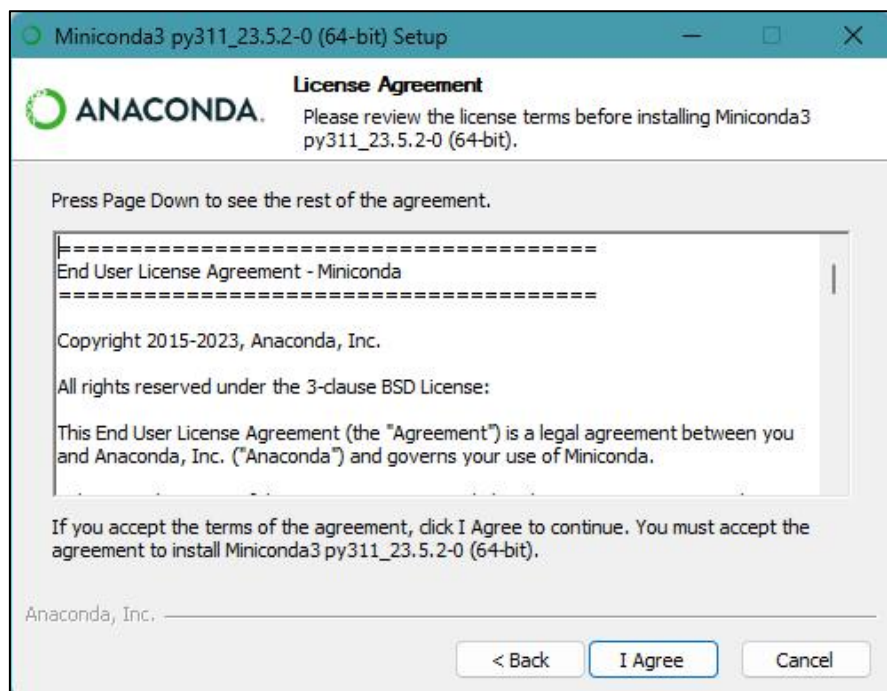 Miniconda3 py311_23.5.2-0 (64-bit) Setup
ANACONDA.
License Agreement
Please review the license terms before installing Miniconda3
py311_23.5.2-0 (64-bit).
Press Page Down to see the rest of the agreement.
======================================
End User License Agreement - Miniconda
======================================
Copyright 2015-2023, Anaconda, Inc.
All rights reserved under the 3-clause BSD License:
This End User License Agreement (the "Agreement") is a legal agreement between you
and Anaconda, Inc. ("Anaconda") and governs your use of Miniconda.
If you accept the terms of the agreement, click I Agree to continue. You must accept the
agreement to install Miniconda3 py311_23.5.2-0 (64-bit).
Anaconda, Inc.
< Back
I Agree
Cancel